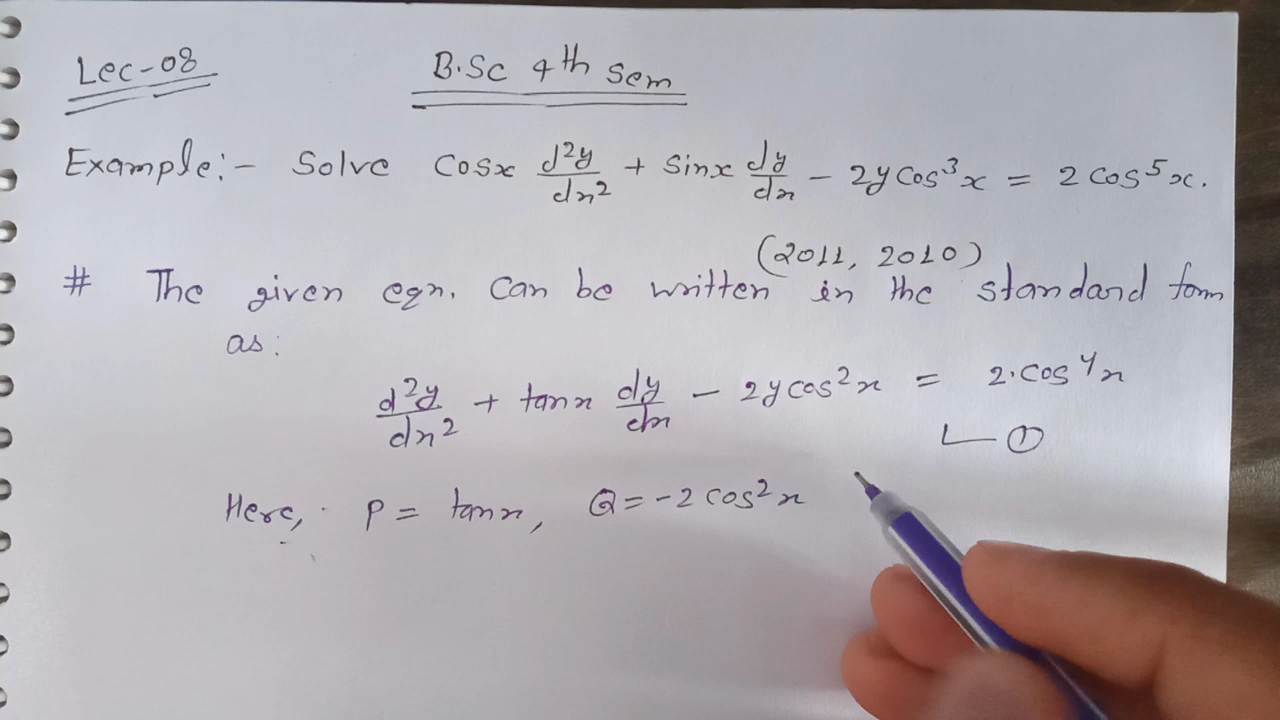 Lec-08 B.Sc 4th Sem
Example:- Solve Cosx d²y/dx² + Sinx dy/dx - 2y cos³x = 2 cos⁵x.
(2011, 2010)
# The given eqn. can be written in the standard form
as:
d²y/dx² + tanx dy/dx - 2y cos²x = 2.cos⁴x
①
Here, P = tanx, Q = -2 cos²x